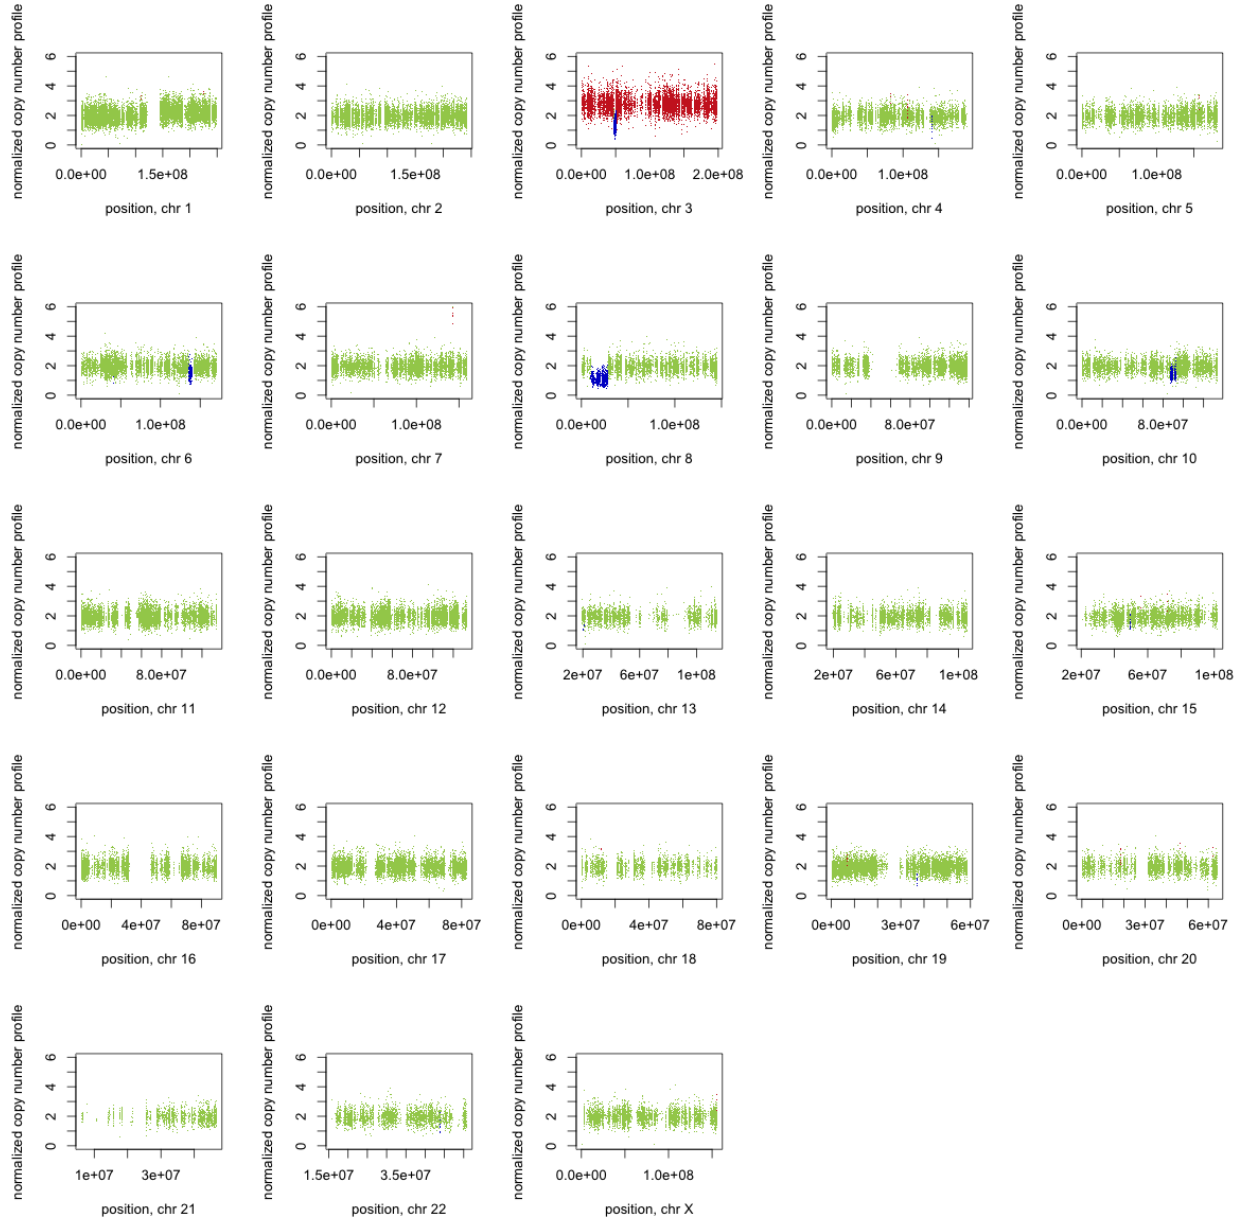 normalized copy number profile
0 2 4 6
0.0e+00 1.5e+08
position, chr 1
normalized copy number profile
0 2 4 6
0.0e+00 1.5e+08
position, chr 2
normalized copy number profile
0 2 4 6
0.0e+00 1.0e+08 2.0e+08
position, chr 3
normalized copy number profile
0 2 4 6
0.0e+00 1.0e+08
position, chr 4
normalized copy number profile
0 2 4 6
0.0e+00 1.0e+08
position, chr 5
normalized copy number profile
0 2 4 6
0.0e+00 1.0e+08
position, chr 6
normalized copy number profile
0 2 4 6
0.0e+00 1.0e+08
position, chr 7
normalized copy number profile
0 2 4 6
0.0e+00 1.0e+08
position, chr 8
normalized copy number profile
0 2 4 6
0.0e+00 8.0e+07
position, chr 9
normalized copy number profile
0 2 4 6
0.0e+00 8.0e+07
position, chr 10
normalized copy number profile
0 2 4 6
0.0e+00 8.0e+07
position, chr 11
normalized copy number profile
0 2 4 6
0.0e+00 8.0e+07
position, chr 12
normalized copy number profile
0 2 4 6
2e+07 6e+07 1e+08
position, chr 13
normalized copy number profile
0 2 4 6
2e+07 6e+07 1e+08
position, chr 14
normalized copy number profile
0 2 4 6
2e+07 6e+07 1e+08
position, chr 15
normalized copy number profile
0 2 4 6
0e+00 4e+07 8e+07
position, chr 16
normalized copy number profile
0 2 4 6
0e+00 4e+07 8e+07
position, chr 17
normalized copy number profile
0 2 4 6
0e+00 4e+07 8e+07
position, chr 18
normalized copy number profile
0 2 4 6
0e+00 3e+07 6e+07
position, chr 19
normalized copy number profile
0 2 4 6
0e+00 3e+07 6e+07
position, chr 20
normalized copy number profile
0 2 4 6
1e+07 3e+07
position, chr 21
normalized copy number profile
0 2 4 6
1.5e+07 3.5e+07
position, chr 22
normalized copy number profile
0 2 4 6
0.0e+00 1.0e+08
position, chr X